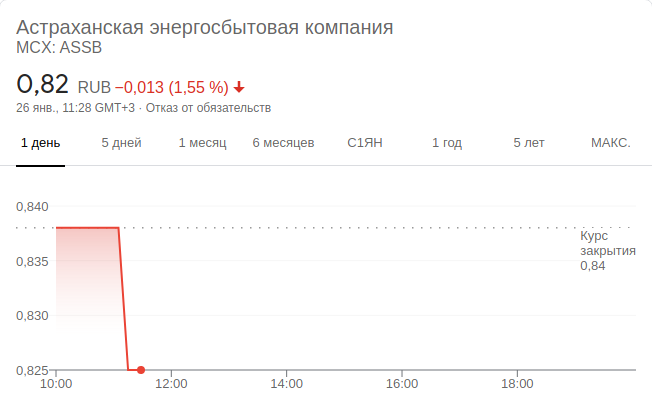 Астраханская энергосбытовая компания
MCX: ASSB
0,82 RUB −0,013 (1,55 %)
26 янв., 11:28 GMT+3 · Отказ от обязательств
1 день 5 дней 1 месяц 6 месяцев С1ЯН 1 год 5 лет МАКС.
0,840
Курс
закрытия
0,84
0,835
0,830
0,825
10:00 12:00 14:00 16:00 18:00